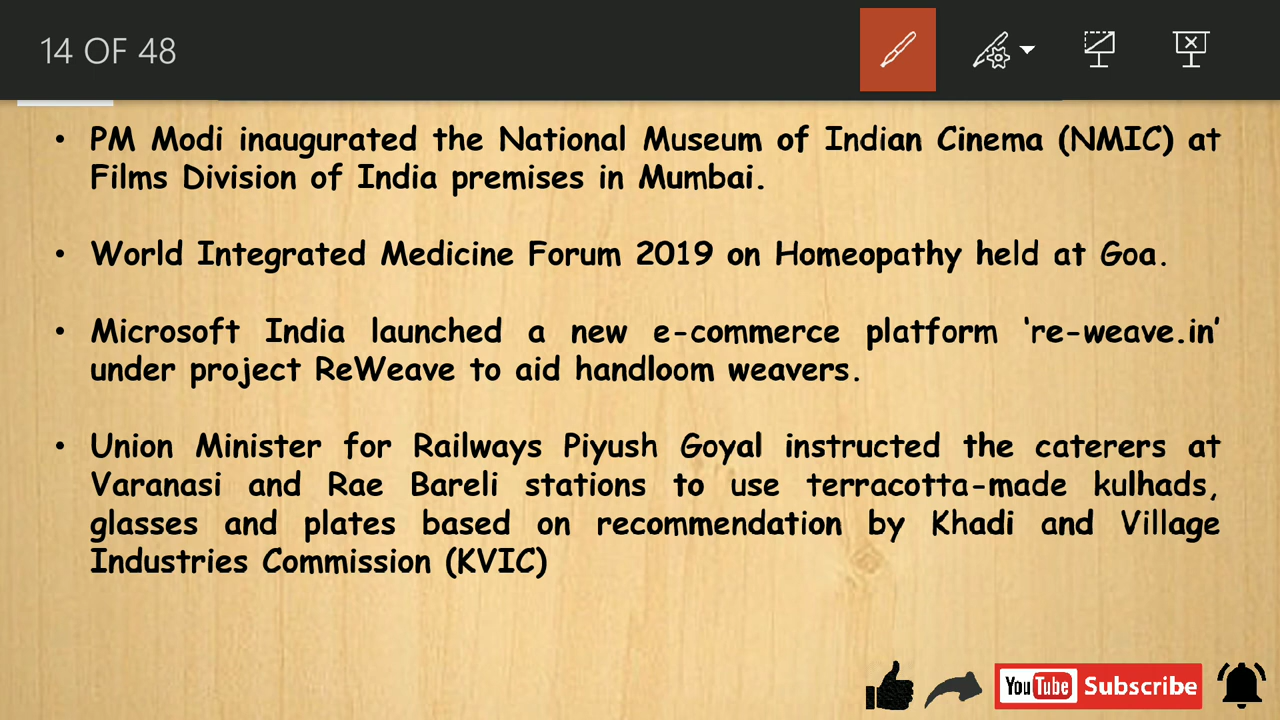 14 OF 48
• PM Modi inaugurated the National Museum of Indian Cinema (NMIC) at
Films Division of India premises in Mumbai.
• World Integrated Medicine Forum 2019 on Homeopathy held at Goa.
• Microsoft India launched a new e-commerce platform 're-weave.in'
under project ReWeave to aid handloom weavers.
• Union Minister for Railways Piyush Goyal instructed the caterers at
Varanasi and Rae Bareli stations to use terracotta-made kulhads,
glasses and plates based on recommendation by Khadi and Village
Industries Commission (KVIC)
YouTube Subscribe